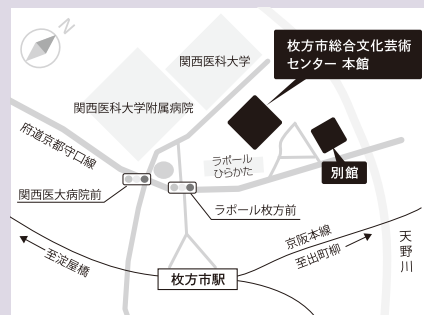 N
枚方市総合文化芸術
センター 本館
関西医科大学
関西医科大学附属病院
府道京都守口線
ラポール
ひらかた
別館
関西医大病院前
ラポール枚方前
京阪本線
至出町柳
天野川
至淀屋橋
枚方市駅